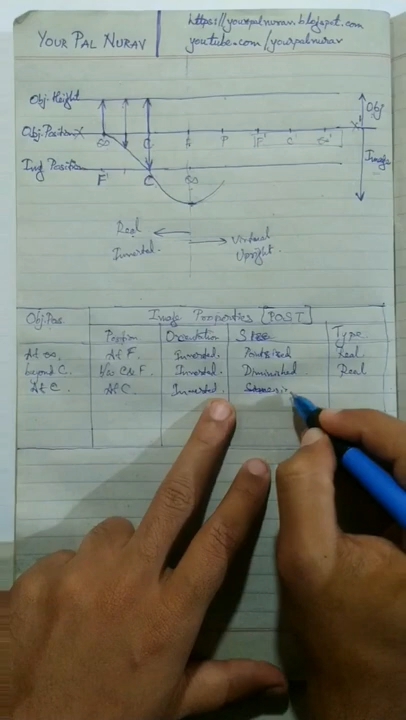 YOUR PAL NURAV
https://yourpalnurav.blogspot.com
youtube.com/yourpalnurav
Obj. Height
Obj
Obj. Position X
∞ C F P F' C' ∞' X'
Image
Img Position
F C ∞
Real
Inverted.
Virtual
Upright.
Obj Pos. Image Properties [POST]
Position Orientation Size Type
At ∞, At F. Inverted. Point sized Real
beyond C. b/w C & F. Inverted. Diminished. Real
At C. At C. Inverted.